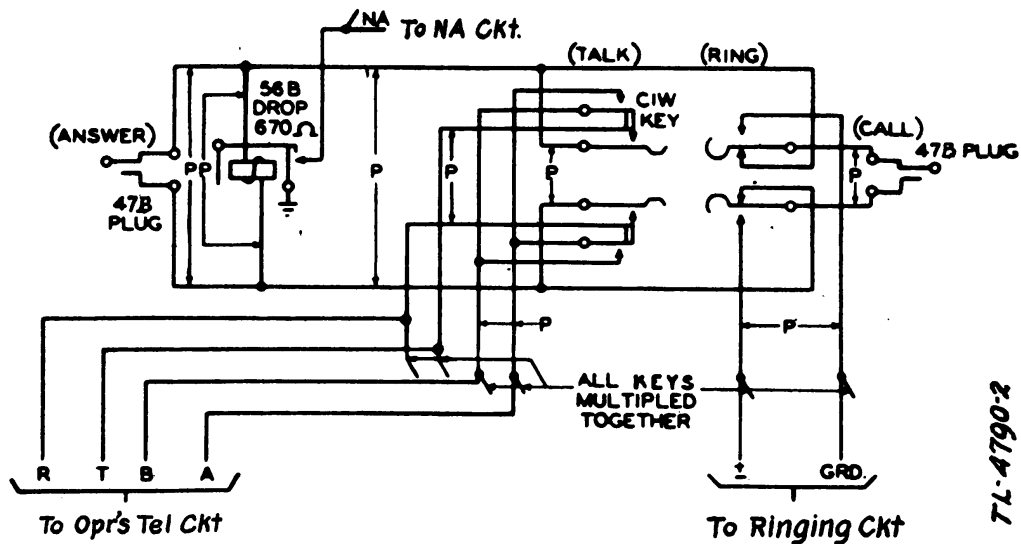 NA To NA Ckt.
(TALK) (RING)
56B
DROP
670Ω
C1W
KEY
(ANSWER)
(CALL)
47B PLUG
47B
PLUG
P P P P P P P
P P
ALL KEYS
MULTIPLED
TOGETHER
R T B A
± GRD.
To Opr's Tel Ckt
To Ringing Ckt
TL-4790-2